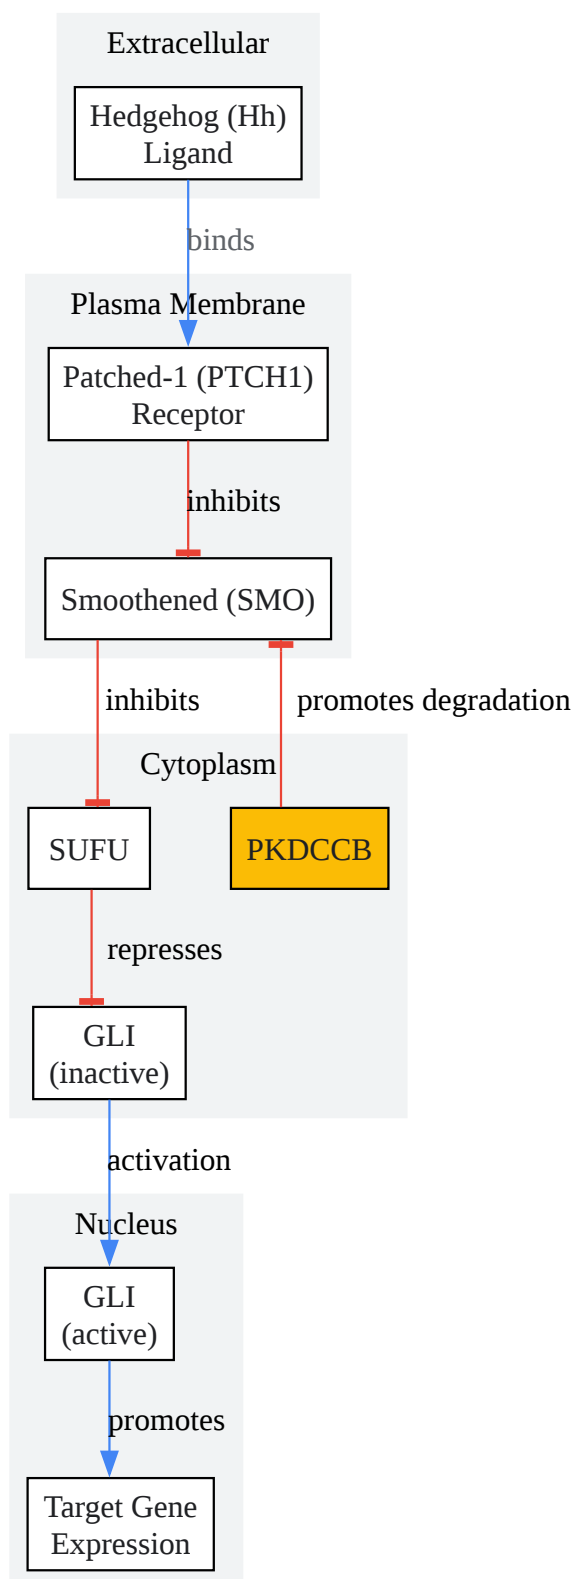 Extracellular
Hedgehog (Hh)
Ligand
binds
Plasma Membrane
Patched-1 (PTCH1)
Receptor
inhibits
Smoothened (SMO)
inhibits
promotes degradation
Cytoplasm
SUFU
PKDCCB
represses
GLI
(inactive)
activation
Nucleus
GLI
(active)
promotes
Target Gene
Expression